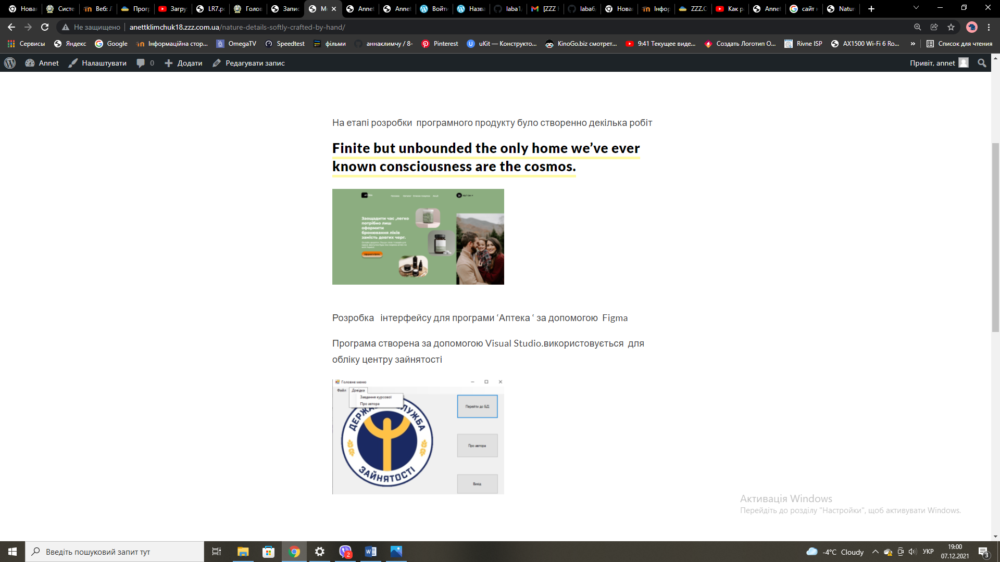 Нова
Систе
Веб: Л
Прогр
Загру
LR7.p
Голов
Запис
М
Annet
Annet
Войти
Назва
laba1
[ZZZ
laba6
Нова
Інфор
ZZZ.C
Как р
Annet
сайт
Natur
Не защищено
anettklimchuk18.zzz.com.ua/nature-details-softly-crafted-by-hand/
Сервисы
Яндекс
Google
Інформаційна стор...
OmegaTV
Speedtest
фільми
аннаклимчу / 8-
Pinterest
uKit — Конструкто...
KinoGo.biz смотрет...
9:41 Текущее виде...
Создать Логотип О...
Rivne ISP
AX1500 Wi-Fi 6 Ro...
»
Список для чтения
Annet
Налаштувати
0
Додати
Редагувати запис
Привіт, annet
На етапі розробки програмного продукту було створенно декілька робіт
Finite but unbounded the only home we’ve ever
known consciousness are the cosmos.
Заощадити час ,легко
потрібно лиш
оформити
бронювання ліків
замість довгих черг.
Розробка інтерфейсу для програми ‘Аптека ‘ за допомогою Figma
Програма створена за допомогою Visual Studio.використовується для
обліку центру зайнятості
Головне меню
Файл
Довідка
Завдання курсової
Про автора
Перейти до БД
Про автора
Вихід
ДЕРЖА
ЛУЖБА
ЗАЙНЯТОСТІ
Активація Windows
Перейдіть до розділу "Настройки", щоб активувати Windows.
Введіть пошуковий запит тут
2
-4°C Cloudy
УКР
19:00
07.12.2021
3